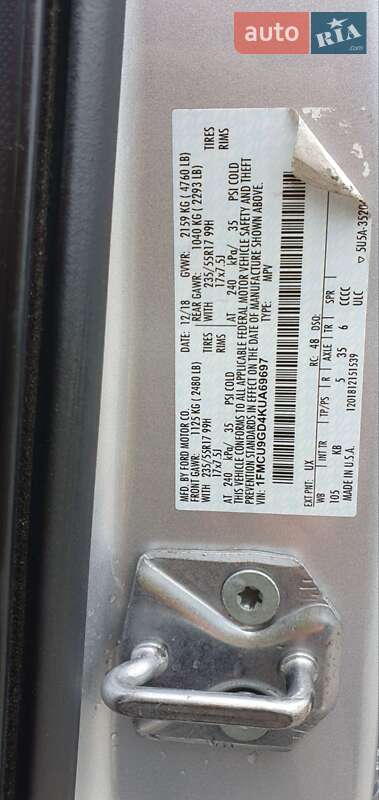 auto RIA
.com
MFD. BY FORD MOTOR CO.
DATE: 12/18 GVWR: 2159 KG ( 4760 LB)
FRONT GAWR: 1125 KG ( 2480 LB) REAR GAWR: 1040 KG ( 2293 LB)
WITH 235/55R17 99H TIRES WITH 235/55R17 99H TIRES
17x7.5J RIMS 17x7.5J RIMS
AT 240 kPa/ 35 PSI COLD AT 240 kPa/ 35 PSI COLD
THIS VEHICLE CONFORMS TO ALL APPLICABLE FEDERAL MOTOR VEHICLE SAFETY AND THEFT
PREVENTION STANDARDS IN EFFECT ON THE DATE OF MANUFACTURE SHOWN ABOVE.
VIN: 1FMCU9GD4KUA69697 TYPE: MPV
EXT PNT: UX RC: 48 DSO:
WB INT TR TP/PS R AXLE TR SPR
105 KB 5 35 6 CCCC
MADE IN U.S.A. 1201812151539 ULC